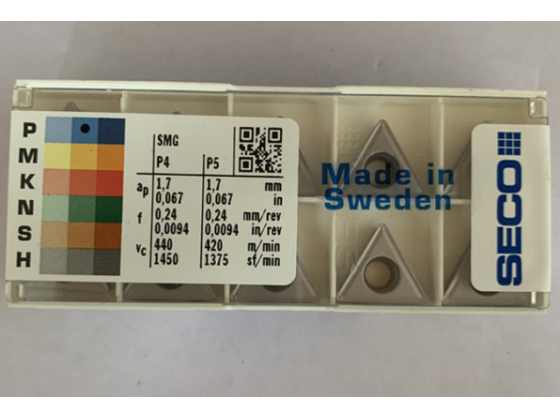 P
M
K
N
S
H
SMG
P4 P5
ap 1,7 1,7 mm
0,067 0,067 in
f 0,24 0,24 mm/rev
0,0094 0,0094 in/rev
vc 440 420 m/min
1450 1375 sf/min
Made in
Sweden
SECO